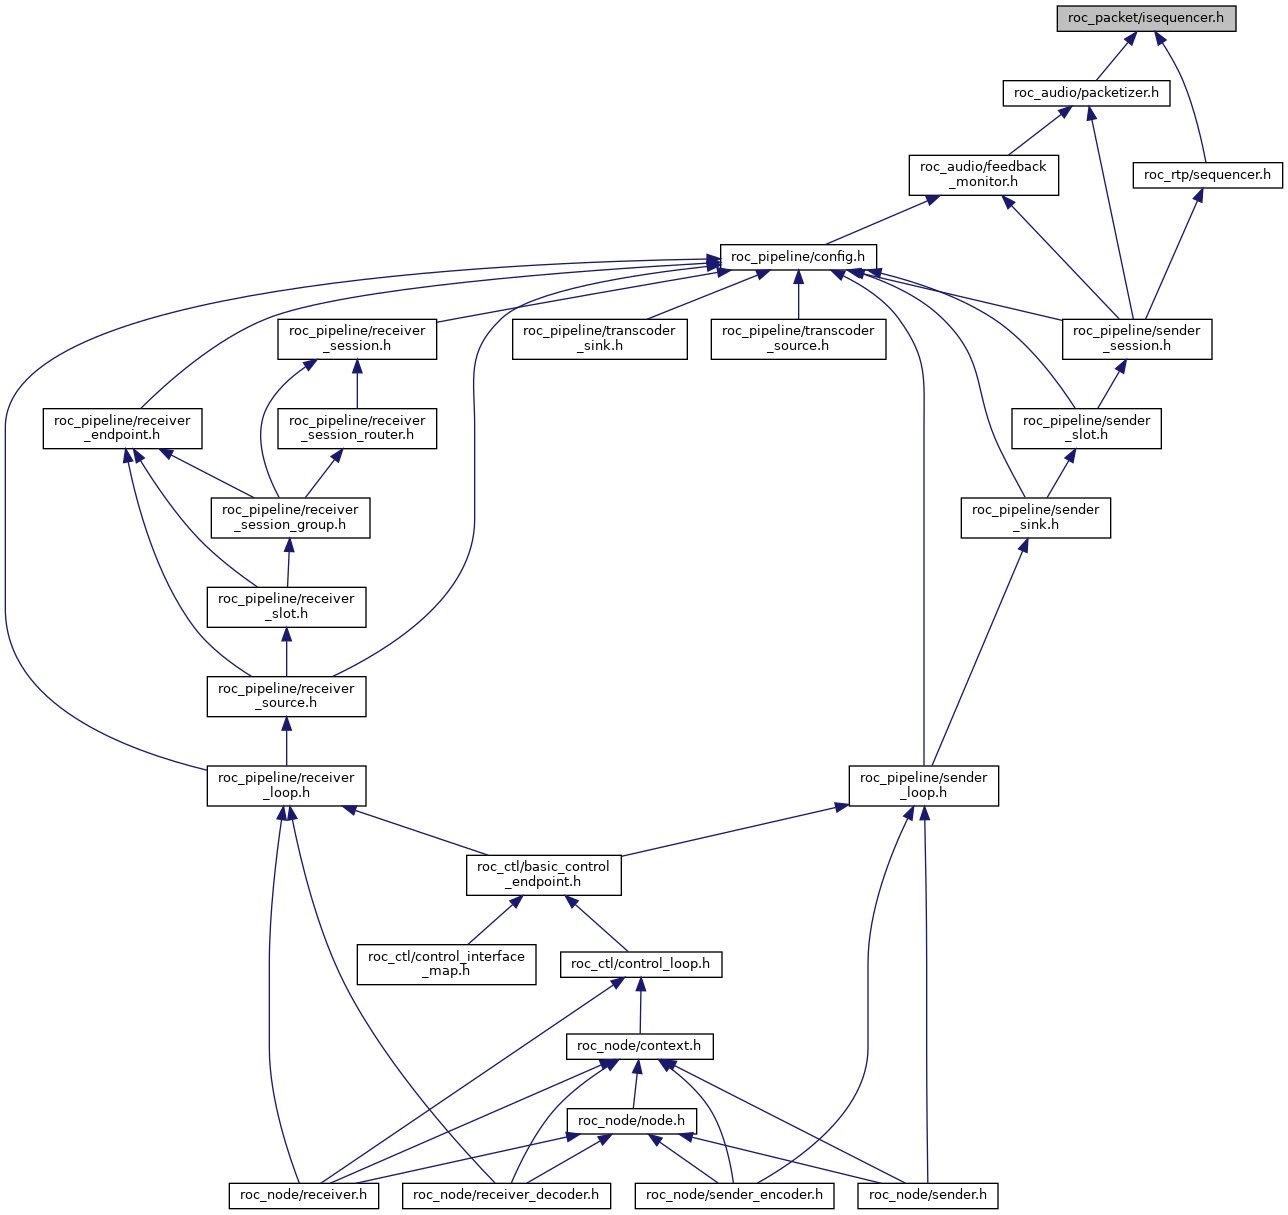 roc_packet/isequencer.h
roc_audio/packetizer.h
roc_audio/feedback
_monitor.h
roc_rtp/sequencer.h
roc_pipeline/config.h
roc_pipeline/receiver
_session.h
roc_pipeline/transcoder
_sink.h
roc_pipeline/transcoder
_source.h
roc_pipeline/sender
_session.h
roc_pipeline/receiver
_endpoint.h
roc_pipeline/receiver
_session_router.h
roc_pipeline/sender
_slot.h
roc_pipeline/receiver
_session_group.h
roc_pipeline/sender
_sink.h
roc_pipeline/receiver
_slot.h
roc_pipeline/receiver
_source.h
roc_pipeline/receiver
_loop.h
roc_pipeline/sender
_loop.h
roc_ctl/basic_control
_endpoint.h
roc_ctl/control_interface
_map.h
roc_ctl/control_loop.h
roc_node/context.h
roc_node/node.h
roc_node/receiver.h
roc_node/receiver_decoder.h
roc_node/sender_encoder.h
roc_node/sender.h